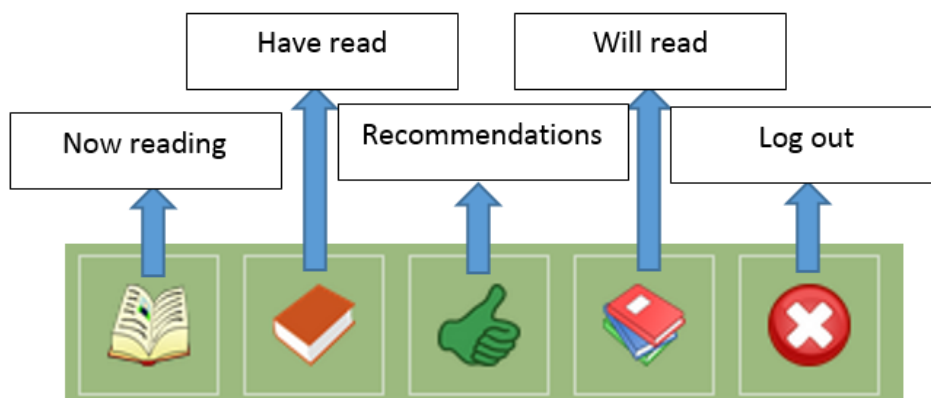 Have read
Will read
Now reading
Recommendations
Log out